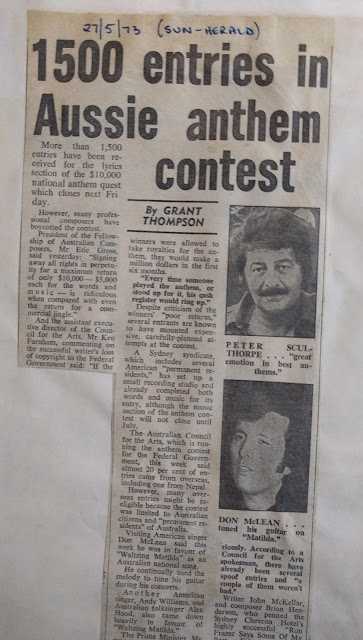 27/5/73 (SUN-HERALD)
1500 entries in
Aussie anthem
contest
More than 1,500
entries have been re-
ceived for the lyrics
section of the $10,000
national anthem quest
which closes next Fri-
day.
However, many profes-
sional composers have
boycotted the contest.
President of the Fellow-
ship of Australian Com-
posers, Mr Eric Gross,
said yesterday: "Signing
away all rights in perpetu-
ity for a maximum return
of only $10,000 — $5,000
each for the words and
music — is ridiculous
when compared with even
the return for a com-
mercial jingle."
And the assistant execu-
tive director of the Coun-
cil for the Arts, Mr Ken
Farnham, commenting on
the successful writer's loss
of copyright to the Federal
Government said: "If the
By GRANT
THOMPSON
winners were allowed to
take royalties for the an-
them, they would make a
million dollars in the first
six months.
"Every time someone
played the anthem, or
stood up for it, his cash
register would ring up."
Despite criticism of the
winners' "poor returns,"
several entrants are known
to have mounted expen-
sive, carefully-planned at-
tempts at the contest.
A Sydney syndicate,
which includes several
American "permanent re-
sidents," has set up a
small recording studio and
already completed both
words and music for its
entry, although the music
section of the anthem con-
test will not close until
July.
The Australian Council
for the Arts, which is run-
ning the anthem contest
for the Federal Govern-
ment, this week said
almost 20 per cent of en-
tries came from overseas,
including one from Nepal.
However, many over-
seas entries might be in-
eligible because the contest
was limited to Australian
citizens and "permanent re-
sidents" of Australia.
Visiting American singer
Don McLean said this
week he was in favour of
"Waltzing Matilda" as an
Australian national song.
He continually used the
melody to tune his guitar
during his concerts.
Another American
singer, Andy Williams, and
Australian folksinger Alex
Hood, also came down
heavily in favour of
"Waltzing Matilda."
The Prime Minister, Mr
PETER SCUL-
THORPE . . . "great
emotion in best an-
thems."
DON McLEAN . . .
tuned his guitar on
"Matilda."
riously. According to a
Council for the Arts
spokesman, there have
already been several
spoof entries and "a
couple of them weren't
bad."
Writer John McKellar,
and composer Brian Hen-
derson, who penned the
Sydney Chevron Hotel's
highly successful "Run
Fraser Says Some Of My